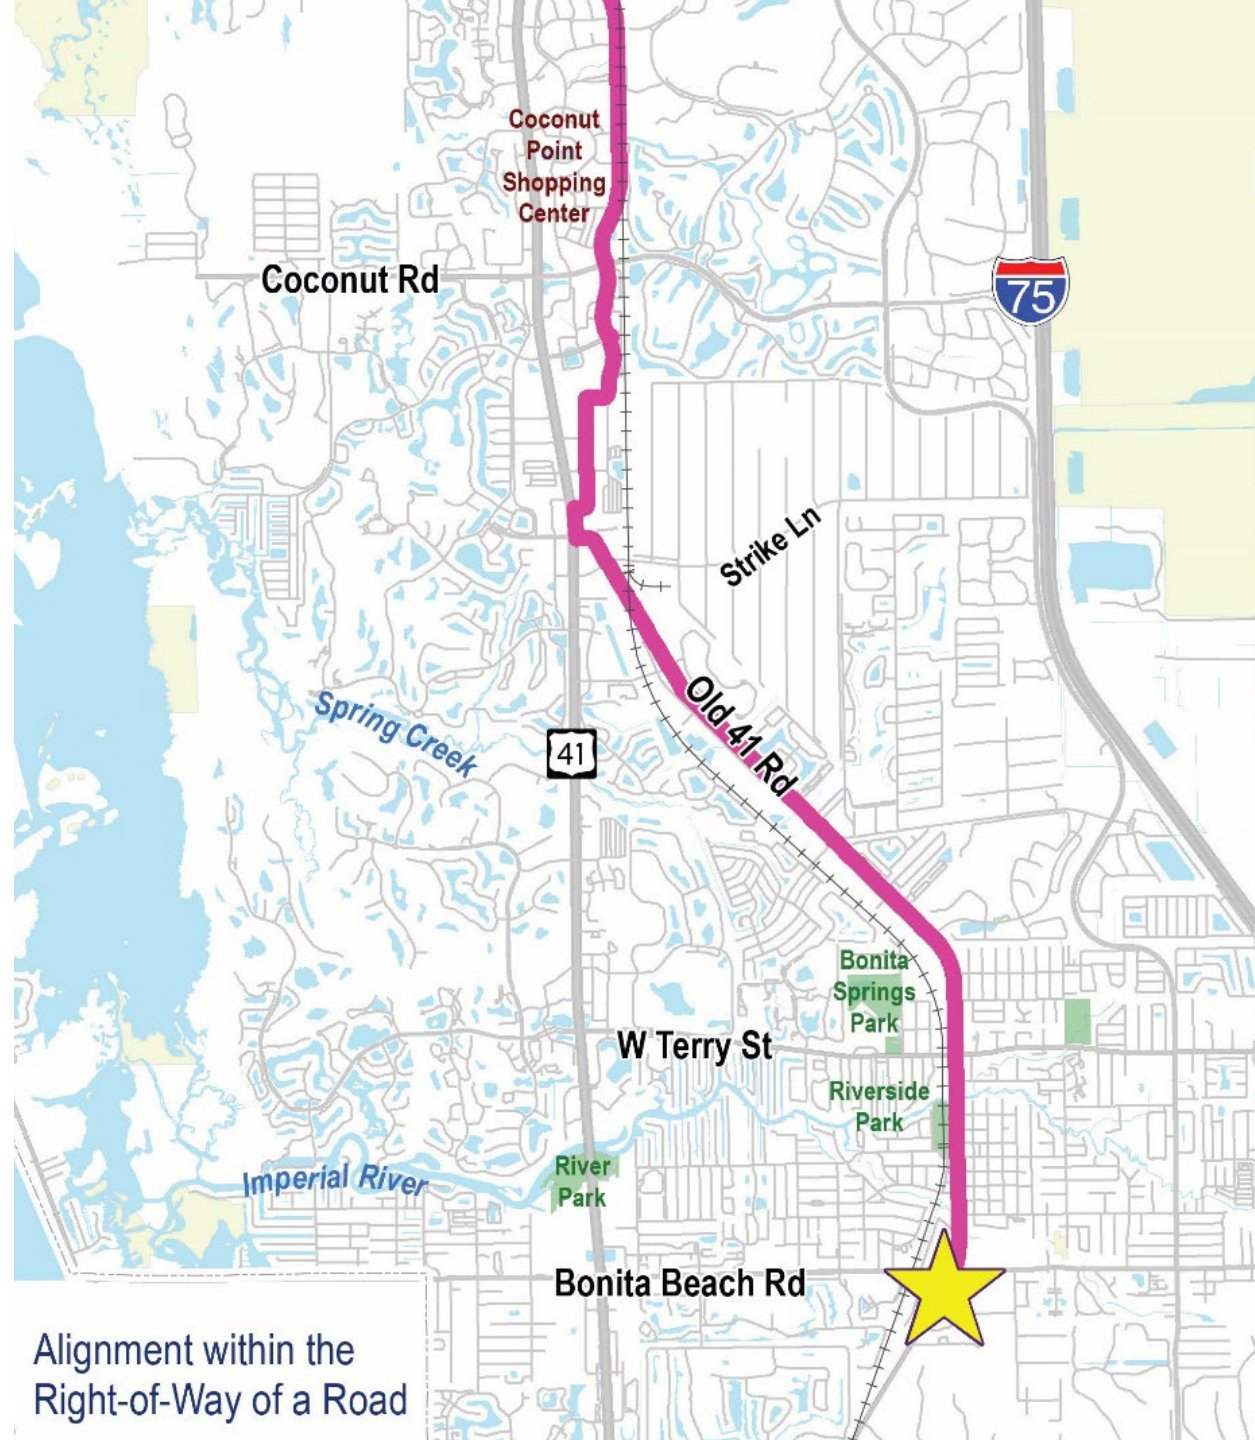 Coconut
Point
Shopping
Center
Coconut Rd
75
Strike Ln
Old 41 Rd
Spring Creek
41
Bonita
Springs
Park
W Terry St
Riverside
Park
River
Park
Imperial River
Bonita Beach Rd
Alignment within the
Right-of-Way of a Road